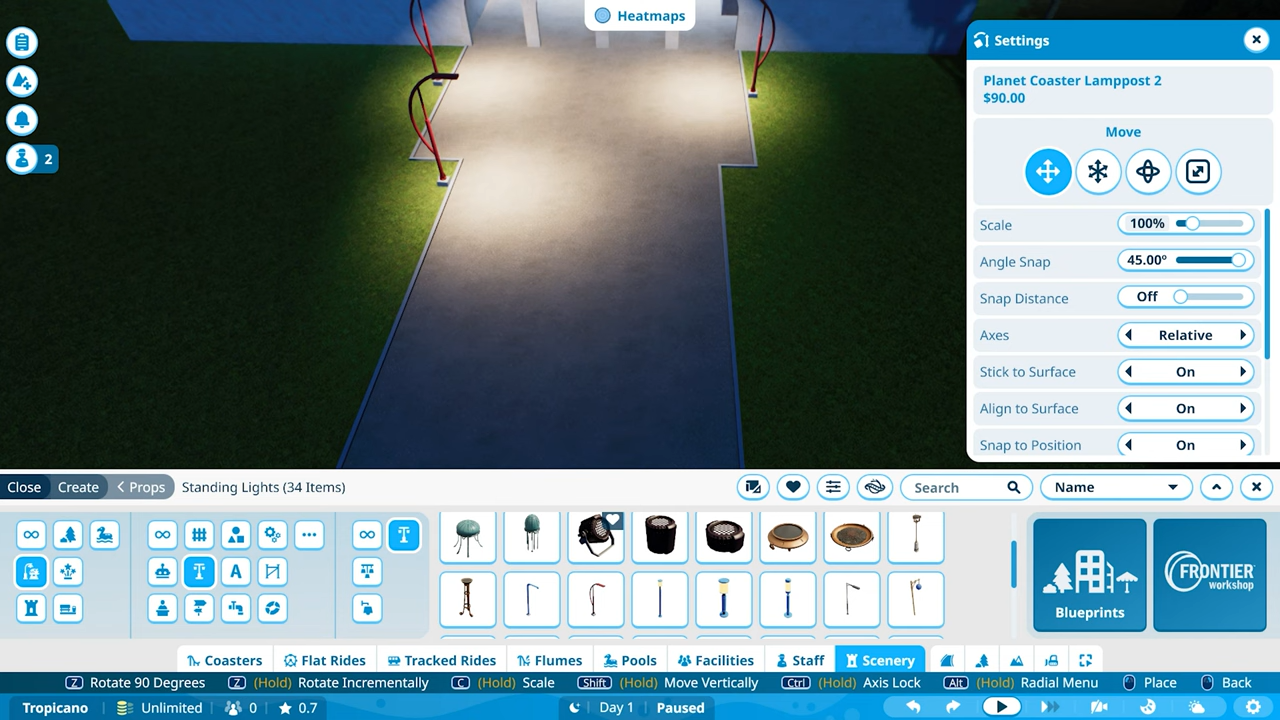 Heatmaps
2
Settings
Planet Coaster Lamppost 2
$90.00
Move
Scale 100%
Angle Snap 45.00°
Snap Distance Off
Axes Relative
Stick to Surface On
Align to Surface On
Snap to Position On
Close Create Props Standing Lights (34 Items) Search Name
Blueprints
FRONTIER
workshop
Coasters Flat Rides Tracked Rides Flumes Pools Facilities Staff Scenery
Z Rotate 90 Degrees Z (Hold) Rotate Incrementally C (Hold) Scale Shift (Hold) Move Vertically Ctrl (Hold) Axis Lock Alt (Hold) Radial Menu Place Back
Tropicano Unlimited 0 0.7 Day 1 Paused